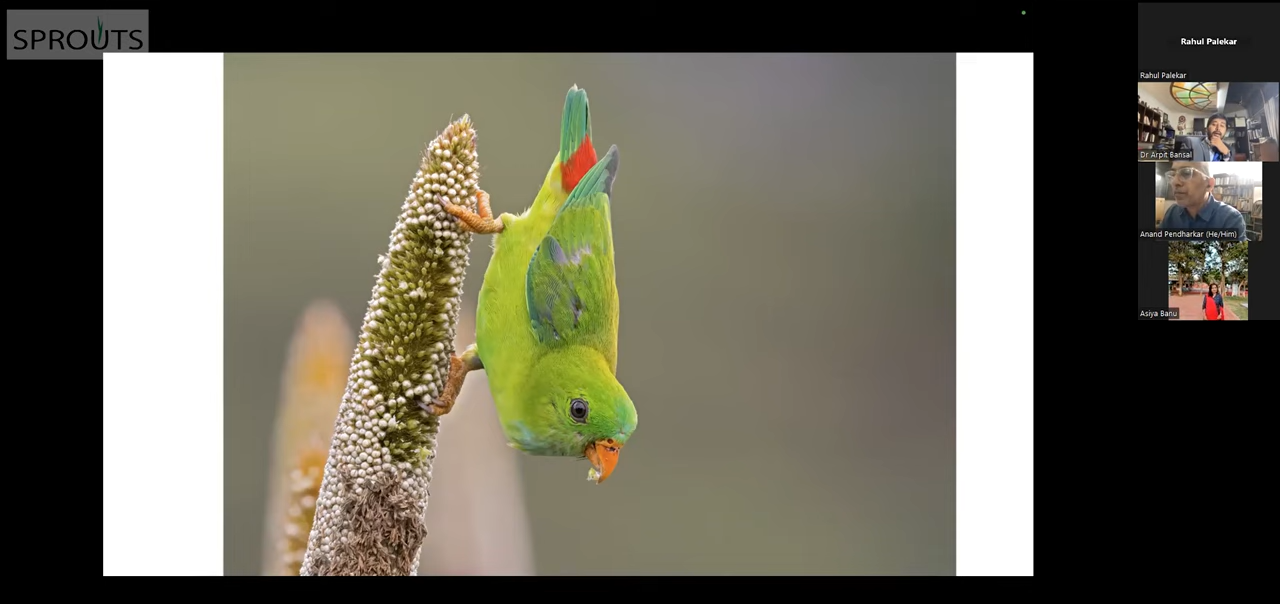 SPROUTS
Rahul Palekar
Rahul Palekar
Dr Arpit Bansal
Anand Pendharkar (He/Him)
Asiya Banu